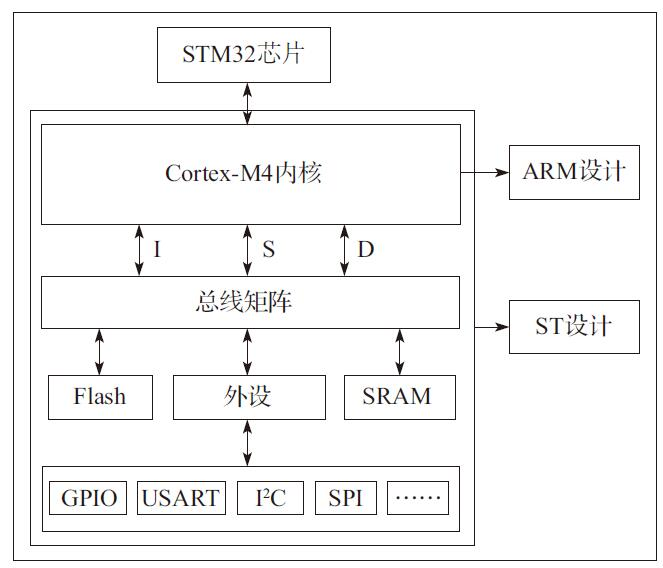 STM32芯片
Cortex-M4内核
ARM设计
I
S
D
总线矩阵
ST设计
Flash
外设
SRAM
GPIO
USART
I²C
SPI
……